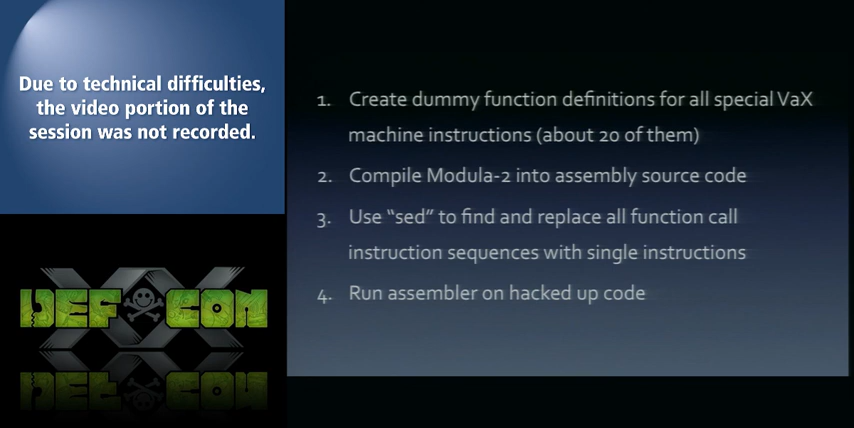 Due to technical difficulties,
the video portion of the
session was not recorded.
DEF CON
XX
1. Create dummy function definitions for all special VaX
machine instructions (about 20 of them)
2. Compile Modula-2 into assembly source code
3. Use “sed” to find and replace all function call
instruction sequences with single instructions
4. Run assembler on hacked up code